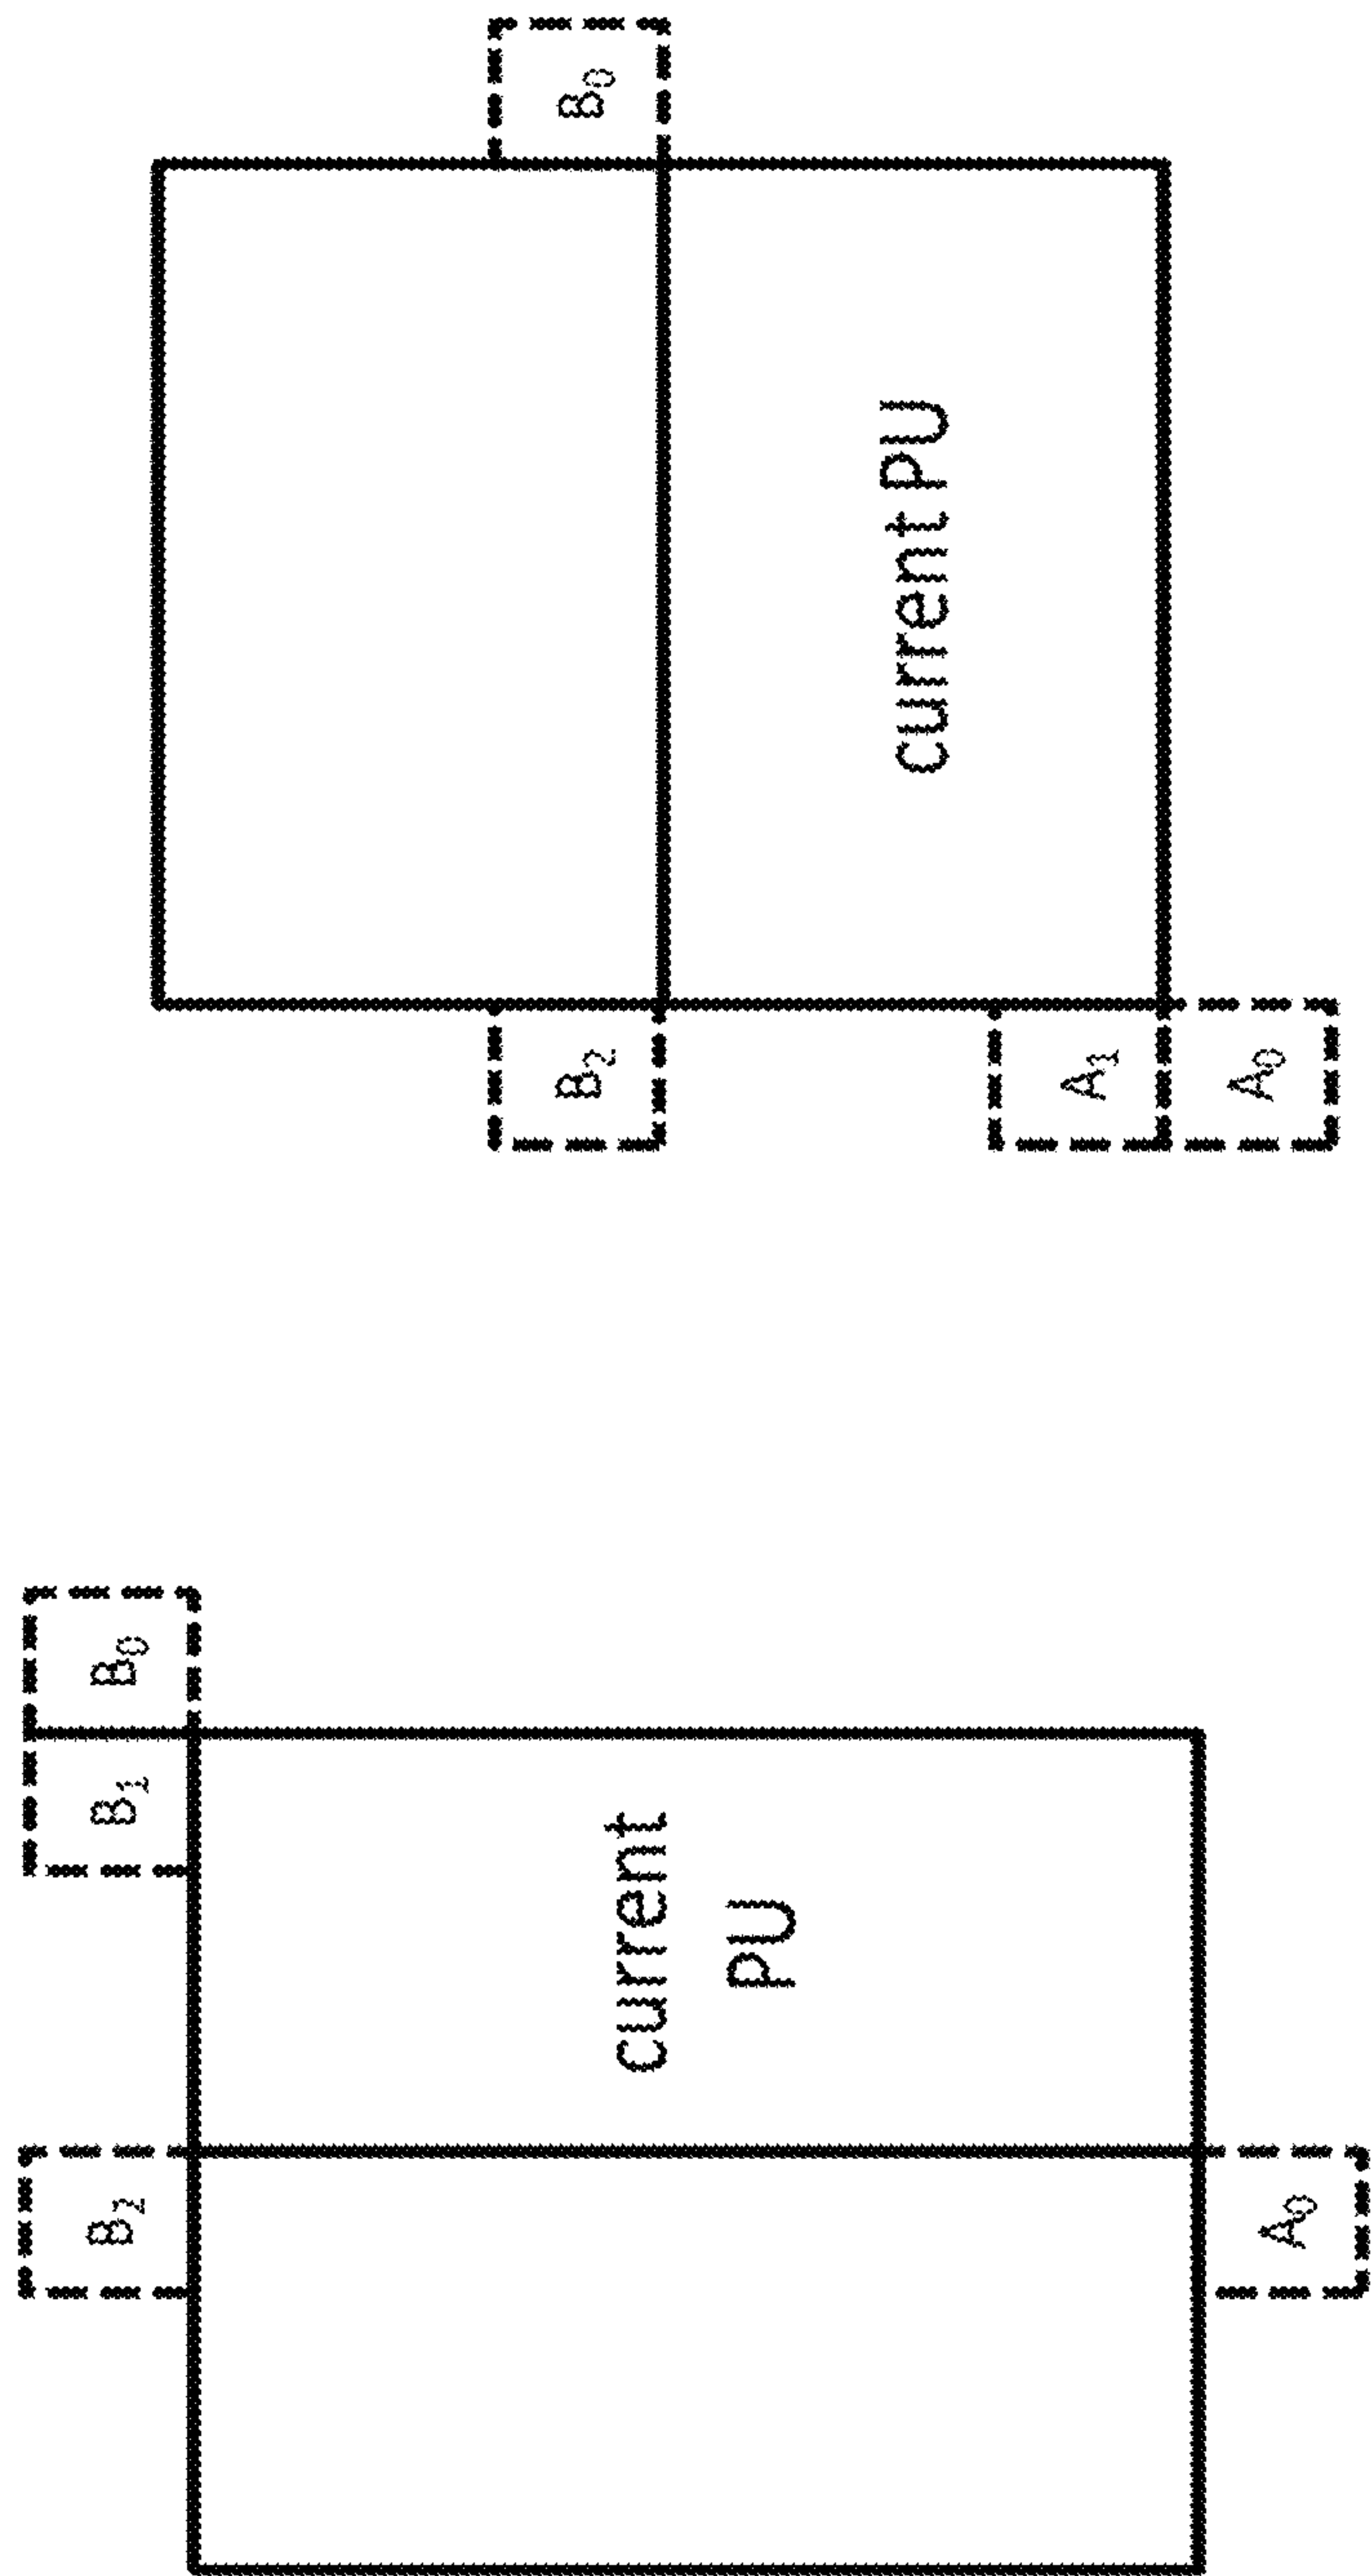 B₂
B₁
B₀
current
PU
A₀
B₂
B₀
current PU
A₁
A₀